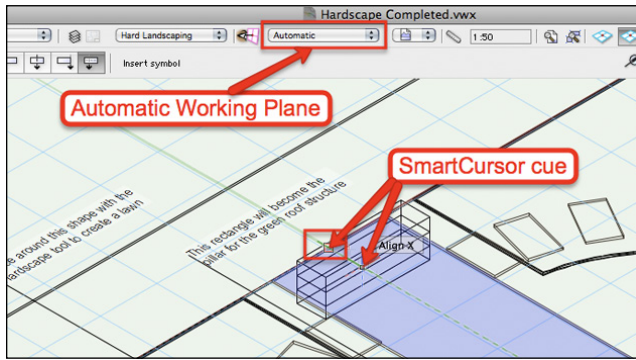 Hardscape Completed.vwx
Hard Landscaping
Automatic
1:50
Insert symbol
Automatic Working Plane
SmartCursor cue
e around this shape with the
ardscape tool to create a lawn
This rectangle will become the
pillar for the green roof structure
Align X